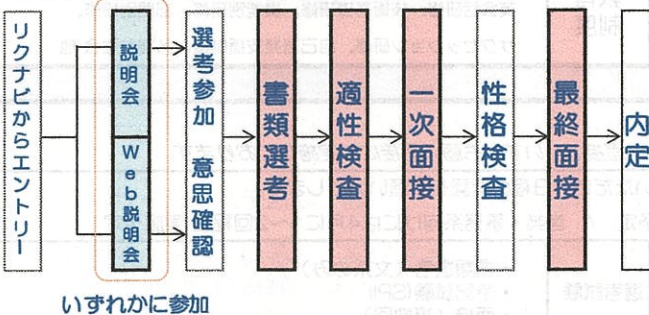 リクナビからエントリー
説明会
Web説明会
選考参加 意思確認
書類選考
適性検査
一次面接
性格検査
最終面接
内定
いずれかに参加